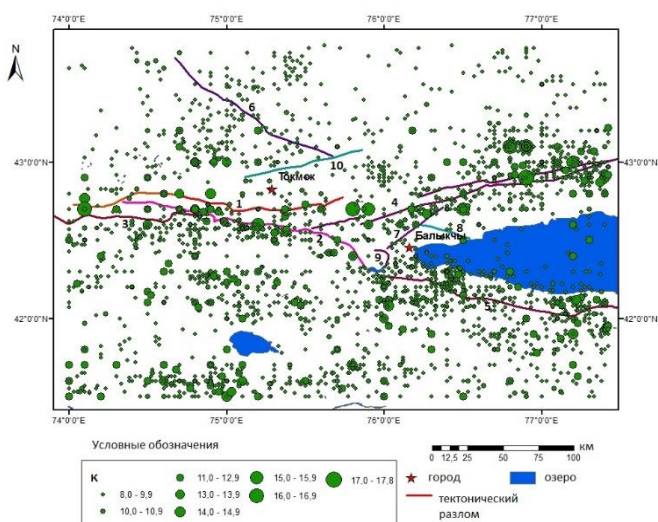 74°0'0"E 75°0'0"E 76°0'0"E 77°0'0"E
N
6
43°0'0"N 43°0'0"N
10
Токмек
1
4
3
2
7
8
Балыкчы
9
5
42°0'0"N 42°0'0"N
74°0'0"E 75°0'0"E 76°0'0"E 77°0'0"E
Условные обозначения
км
0 12,5 25 50 75 100
К
8,0 - 9,9
10,0 - 10,9
11,0 - 12,9
13,0 - 13,9
14,0 - 14,9
15,0 - 15,9
16,0 - 16,9
17,0 - 17,8
город
озеро
тектонический
разлом